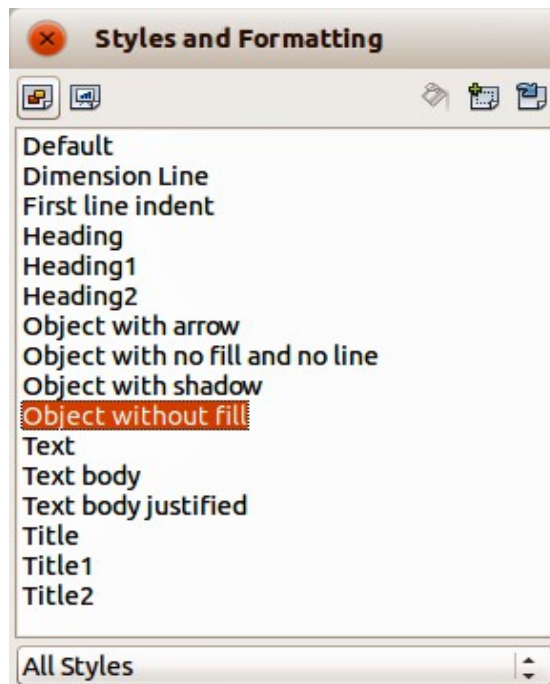 Styles and Formatting
Default
Dimension Line
First line indent
Heading
Heading1
Heading2
Object with arrow
Object with no fill and no line
Object with shadow
Object without fill
Text
Text body
Text body justified
Title
Title1
Title2
All Styles